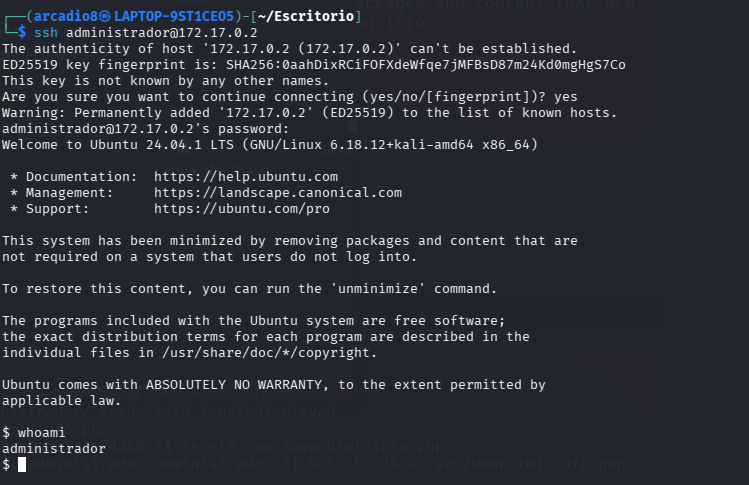 ┌──(arcadio8㉿LAPTOP-9ST1CEO5)-[~/Escritorio]
└─$ ssh administrador@172.17.0.2
The authenticity of host '172.17.0.2 (172.17.0.2)' can't be established.
ED25519 key fingerprint is: SHA256:0aahDixRCiFOFXdeWfqe7jMFBsD87m24Kd0mgHgS7Co
This key is not known by any other names.
Are you sure you want to continue connecting (yes/no/[fingerprint])? yes
Warning: Permanently added '172.17.0.2' (ED25519) to the list of known hosts.
administrador@172.17.0.2's password:
Welcome to Ubuntu 24.04.1 LTS (GNU/Linux 6.18.12+kali-amd64 x86_64)

 * Documentation:  https://help.ubuntu.com
 * Management:     https://landscape.canonical.com
 * Support:        https://ubuntu.com/pro

This system has been minimized by removing packages and content that are
not required on a system that users do not log into.

To restore this content, you can run the 'unminimize' command.

The programs included with the Ubuntu system are free software;
the exact distribution terms for each program are described in the
individual files in /usr/share/doc/*/copyright.

Ubuntu comes with ABSOLUTELY NO WARRANTY, to the extent permitted by
applicable law.

$ whoami
administrador
$